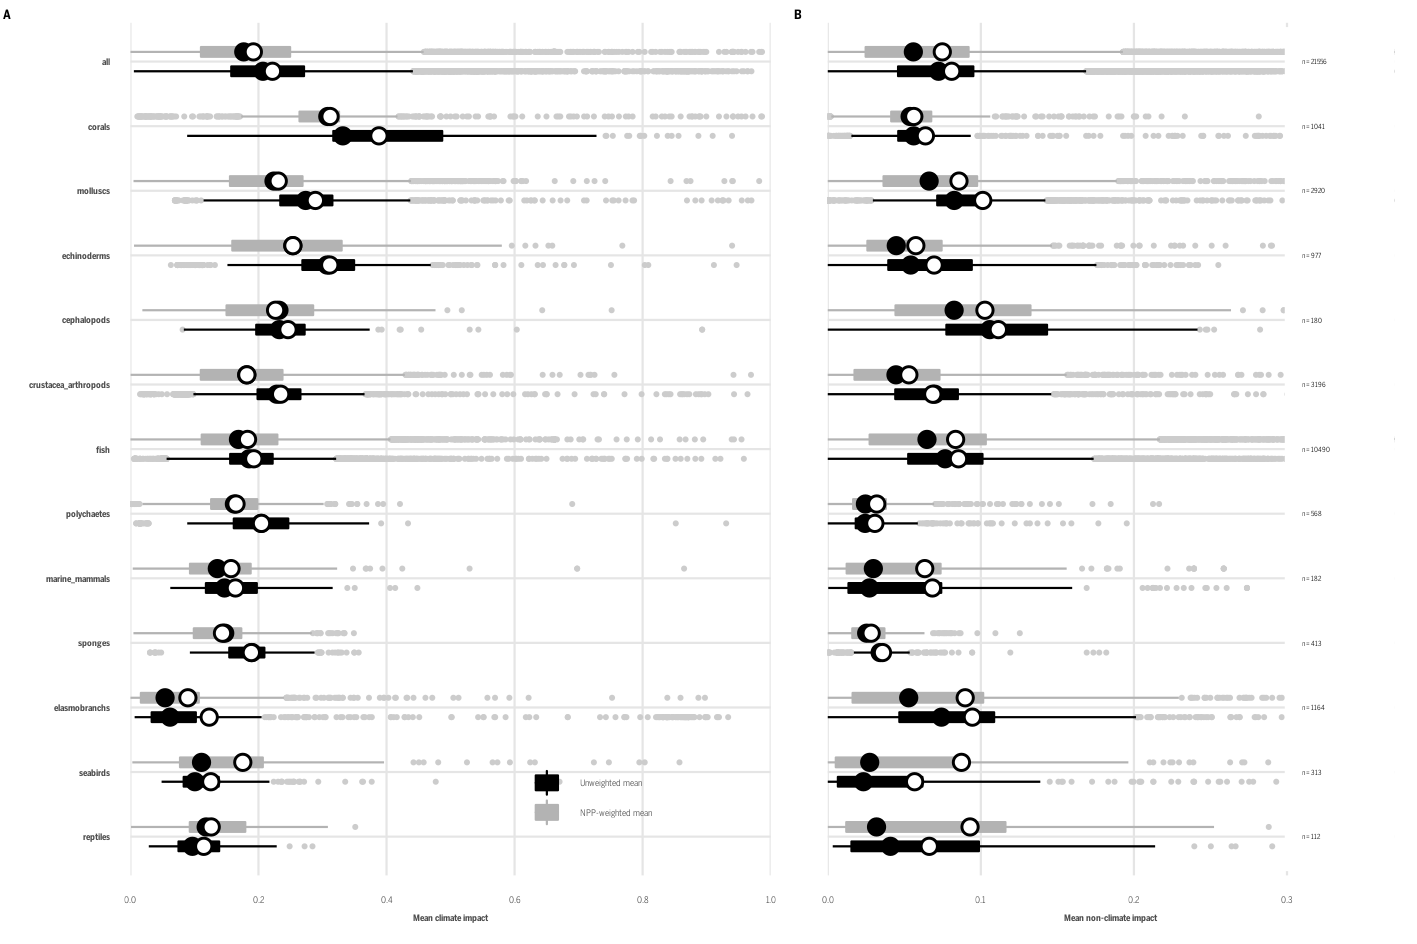 A
B
all
n = 21556
corals
n = 1041
molluscs
n = 2920
echinoderms
n = 977
cephalopods
n = 180
crustacea_arthropods
n = 3196
fish
n = 10490
polychaetes
n = 568
marine_mammals
n = 182
sponges
n = 413
elasmobranchs
n = 1164
seabirds
n = 313
Unweighted mean
NPP-weighted mean
reptiles
n = 112
0.0 0.2 0.4 0.6 0.8 1.0
0.0 0.1 0.2 0.3
Mean climate impact
Mean non-climate impact